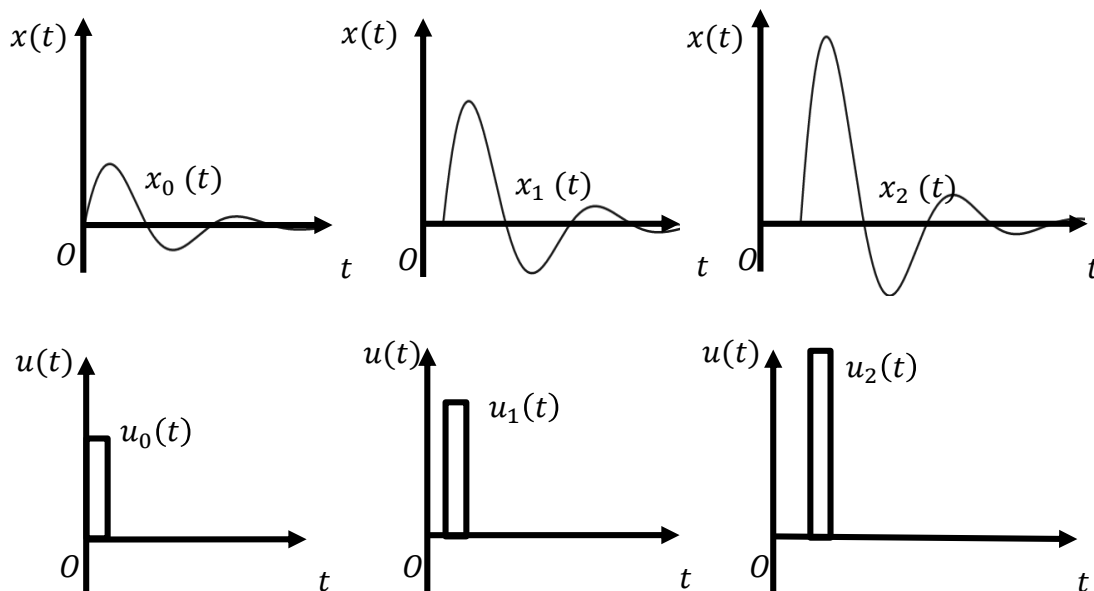 x(t)
x₀ (t)
O
t
x(t)
x₁ (t)
O
t
x(t)
x₂ (t)
O
t
u(t)
u₀(t)
O
t
u(t)
u₁(t)
O
t
u(t)
u₂(t)
O
t